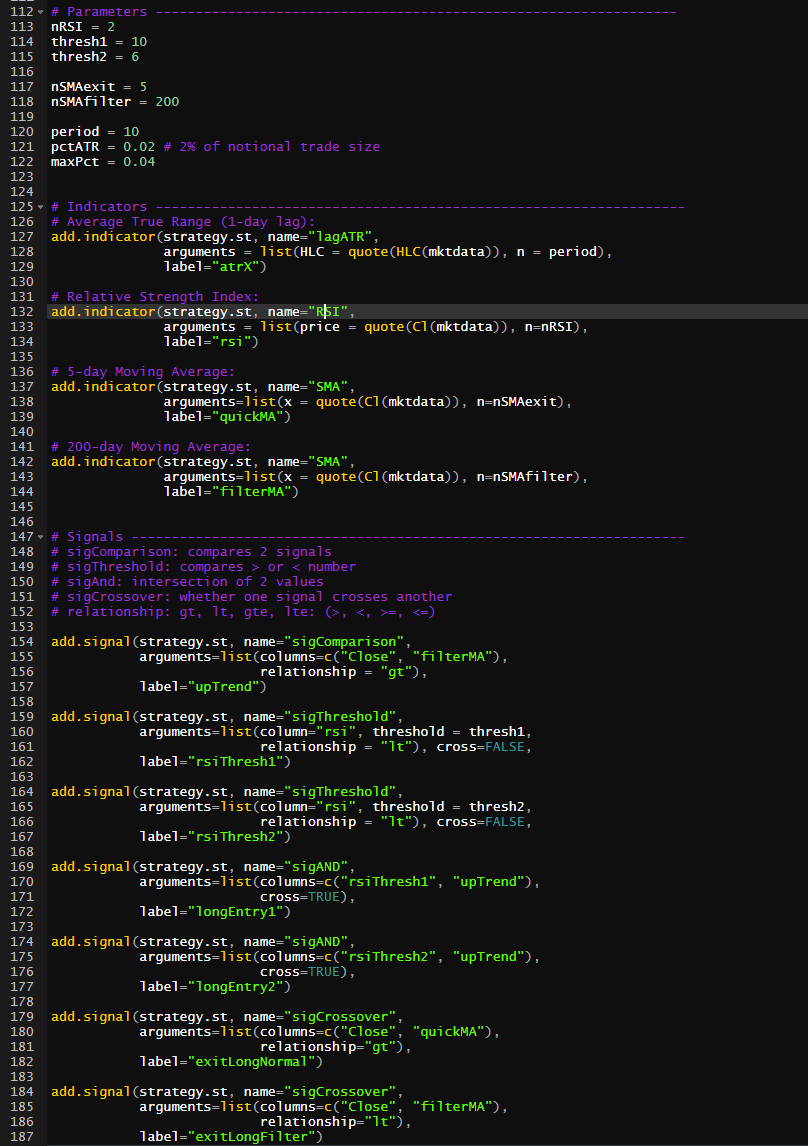 112 # Parameters ------------------------------------------------------------------
113 nRSI = 2
114 thresh1 = 10
115 thresh2 = 6
116
117 nSMAexit = 5
118 nSMAfilter = 200
119
120 period = 10
121 pctATR = 0.02 # 2% of notional trade size
122 maxPct = 0.04
123
124
125 # Indicators ------------------------------------------------------------------
126 # Average True Range (1-day lag):
127 add.indicator(strategy.st, name="lagATR",
128               arguments = list(HLC = quote(HLC(mktdata)), n = period),
129               label="atrX")
130
131 # Relative Strength Index:
132 add.indicator(strategy.st, name="RSI",
133               arguments = list(price = quote(Cl(mktdata)), n=nRSI),
134               label="rsi")
135
136 # 5-day Moving Average:
137 add.indicator(strategy.st, name="SMA",
138               arguments=list(x = quote(Cl(mktdata)), n=nSMAexit),
139               label="quickMA")
140
141 # 200-day Moving Average:
142 add.indicator(strategy.st, name="SMA",
143               arguments=list(x = quote(Cl(mktdata)), n=nSMAfilter),
144               label="filterMA")
145
146
147 # Signals ---------------------------------------------------------------------
148 # sigComparison: compares 2 signals
149 # sigThreshold: compares > or < number
150 # sigAnd: intersection of 2 values
151 # sigCrossover: whether one signal crosses another
152 # relationship: gt, lt, gte, lte: (>, <, >=, <=)
153
154 add.signal(strategy.st, name="sigComparison",
155            arguments=list(columns=c("Close", "filterMA"),
156                           relationship = "gt"),
157            label="upTrend")
158
159 add.signal(strategy.st, name="sigThreshold",
160            arguments=list(column="rsi", threshold = thresh1,
161                           relationship = "lt"), cross=FALSE,
162            label="rsiThresh1")
163
164 add.signal(strategy.st, name="sigThreshold",
165            arguments=list(column="rsi", threshold = thresh2,
166                           relationship = "lt"), cross=FALSE,
167            label="rsiThresh2")
168
169 add.signal(strategy.st, name="sigAND",
170            arguments=list(columns=c("rsiThresh1", "upTrend"),
171                           cross=TRUE),
172            label="longEntry1")
173
174 add.signal(strategy.st, name="sigAND",
175            arguments=list(columns=c("rsiThresh2", "upTrend"),
176                           cross=TRUE),
177            label="longEntry2")
178
179 add.signal(strategy.st, name="sigCrossover",
180            arguments=list(columns=c("Close", "quickMA"),
181                           relationship="gt"),
182            label="exitLongNormal")
183
184 add.signal(strategy.st, name="sigCrossover",
185            arguments=list(columns=c("Close", "filterMA"),
186                           relationship="lt"),
187            label="exitLongFilter")